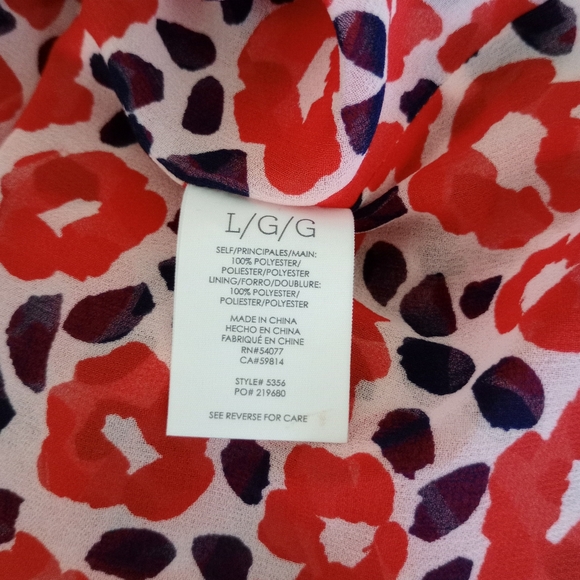 L/G/G
SELF/PRINCIPALES/MAIN:
100% POLYESTER/
POLIESTER/POLYESTER
LINING/FORRO/DOUBLURE:
100% POLYESTER/
POLIESTER/POLYESTER
MADE IN CHINA
HECHO EN CHINA
FABRIQUÉ EN CHINE
RN#54077
CA#59814
STYLE# 5356
PO# 219680
SEE REVERSE FOR CARE